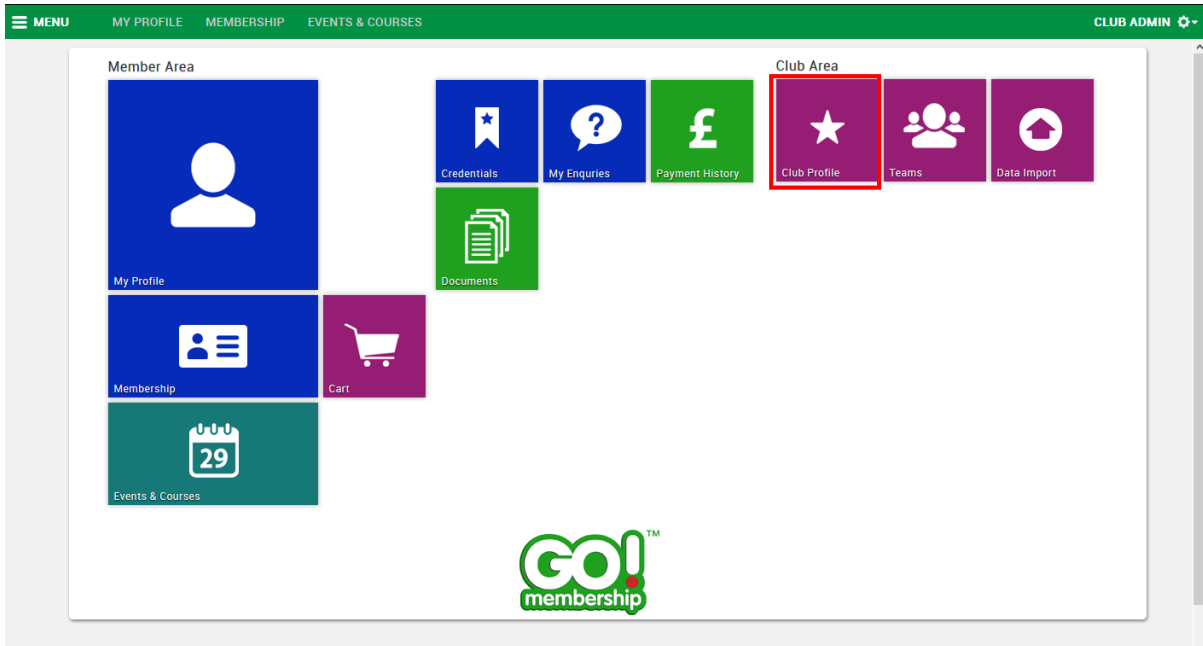 MENU MY PROFILE MEMBERSHIP EVENTS & COURSES CLUB ADMIN
Member Area
Club Area
My Profile
Credentials
My Enquries
?
£
Payment History
Club Profile
Teams
Data Import
Documents
Membership
Cart
29
Events & Courses
GO!™
membership